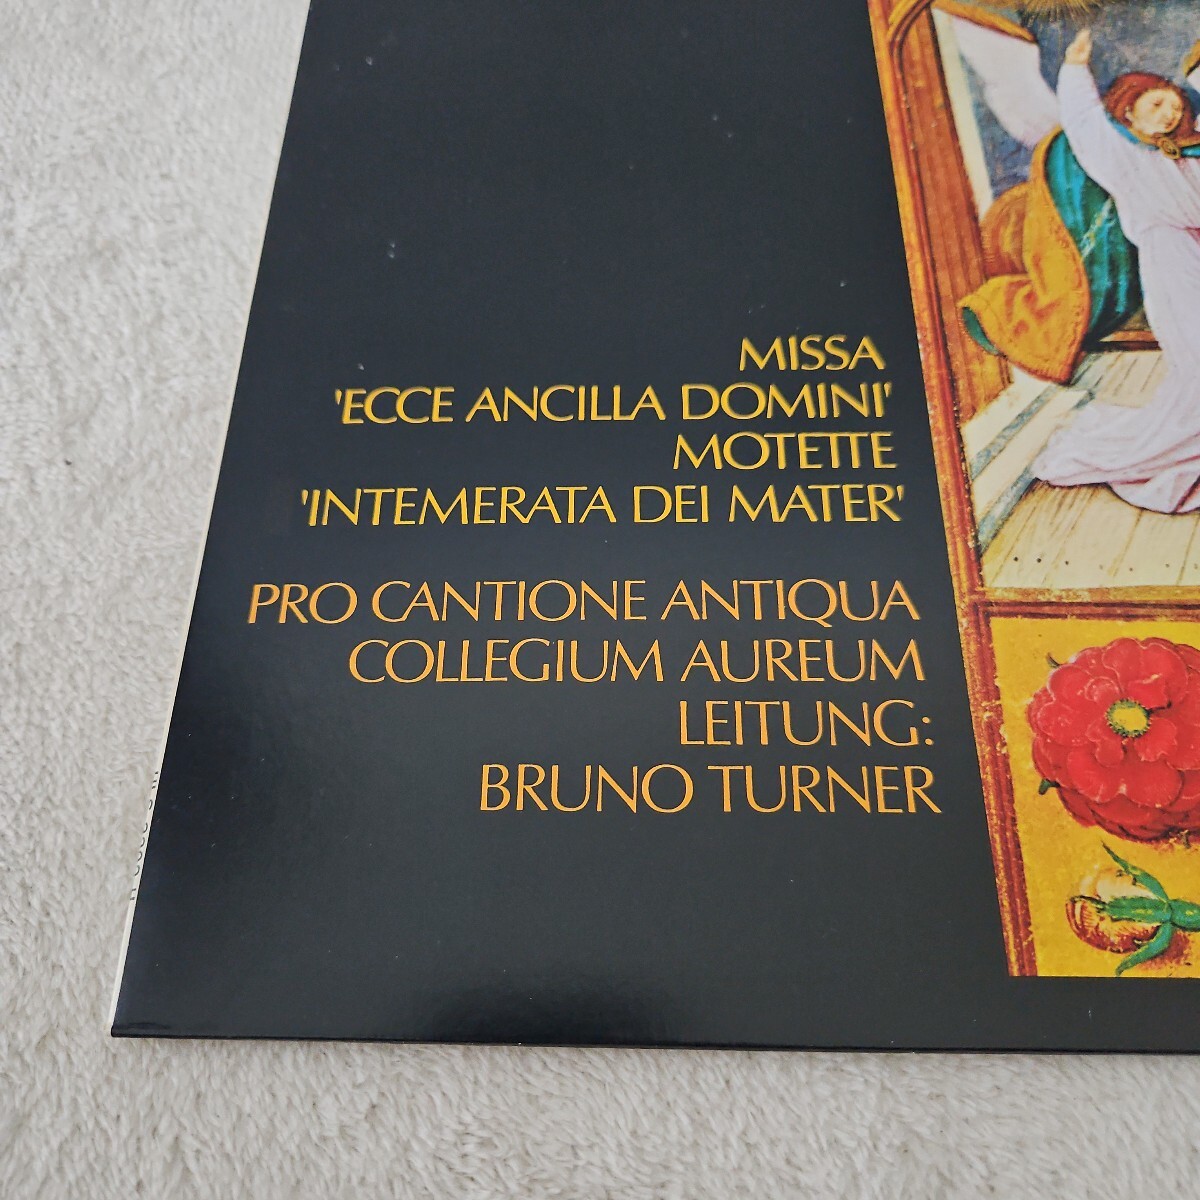 MISSA
'ECCE ANCILLA DOMINI'
MOTETTE
'INTEMERATA DEI MATER'
PRO CANTIONE ANTIQUA
COLLEGIUM AUREUM
LEITUNG:
BRUNO TURNER